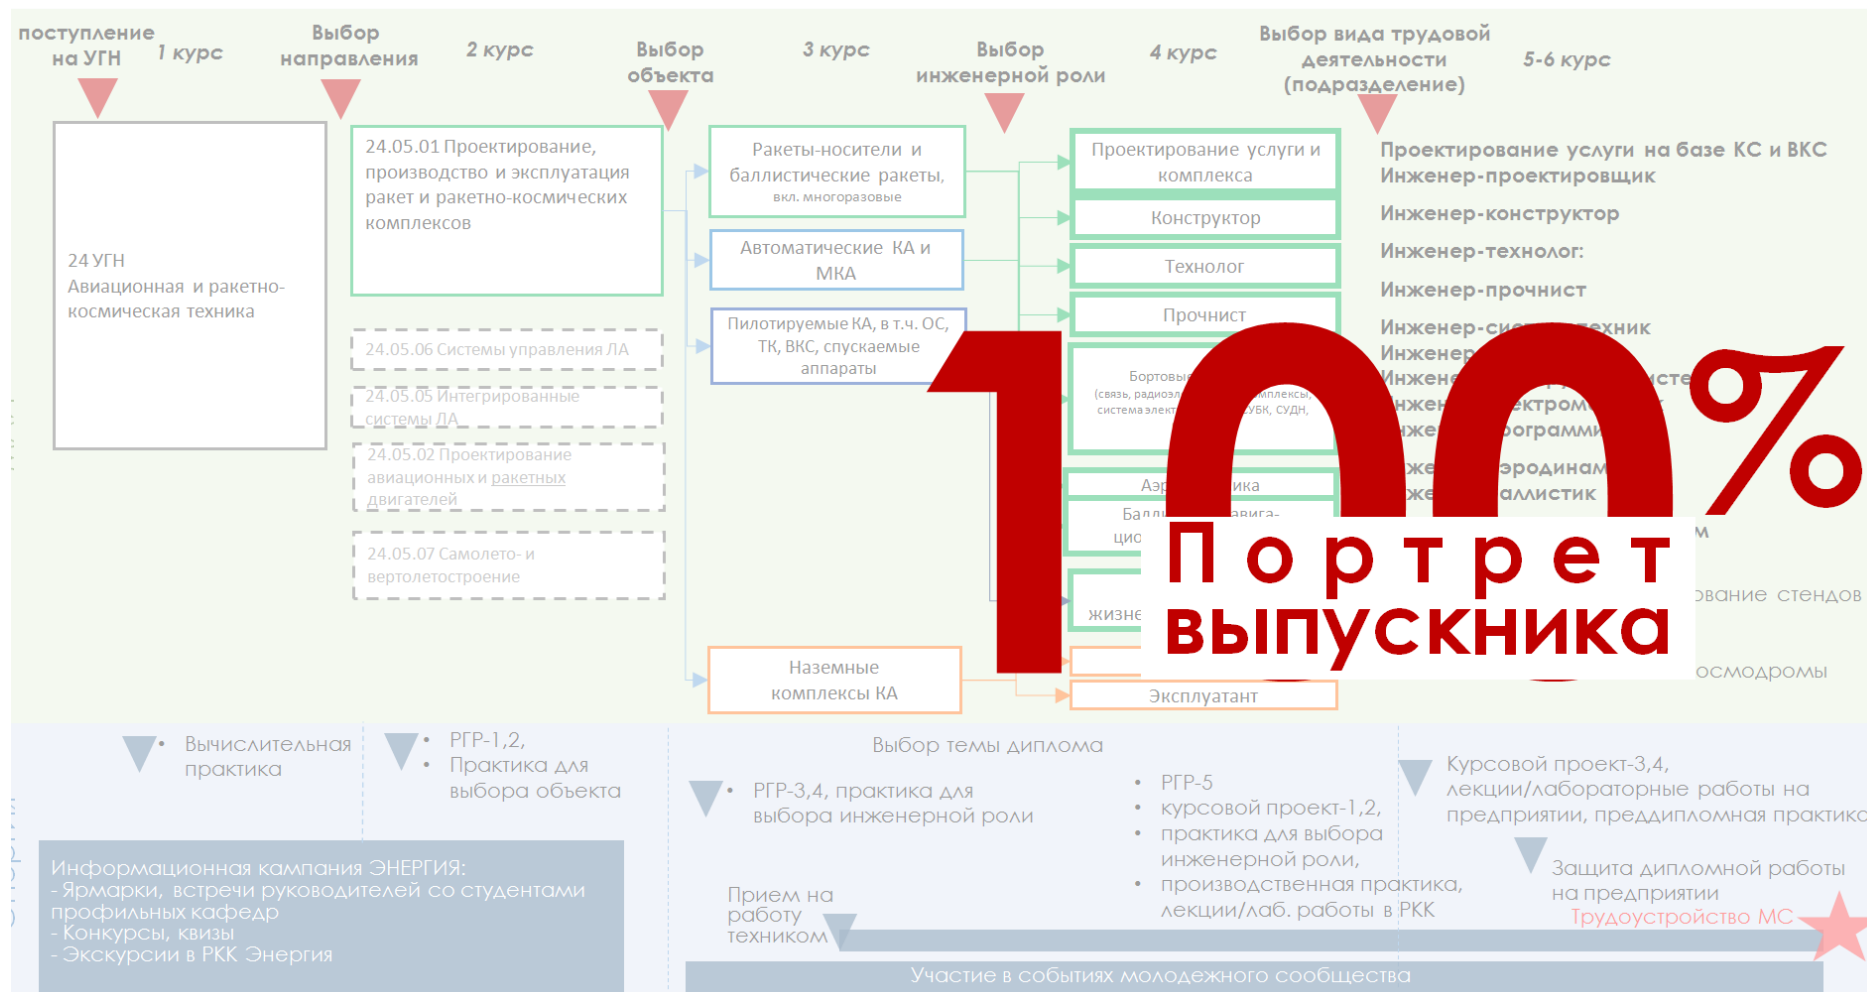 поступление
на УГН
1 курс
Выбор
направления
2 курс
Выбор
объекта
3 курс
Выбор
инженерной роли
4 курс
Выбор вида трудовой
деятельности
(подразделение)
5-6 курс
24 УГН
Авиационная и ракетно-
космическая техника
24.05.01 Проектирование,
производство и эксплуатация
ракет и ракетно-космических
комплексов
24.05.06 Системы управления ЛА
24.05.05 Интегрированные
системы ЛА
24.05.02 Проектирование
авиационных и ракетных
двигателей
24.05.07 Самолето- и
вертолетостроение
Ракеты-носители и
баллистические ракеты,
вкл. многоразовые
Автоматические КА и
МКА
Пилотируемые КА, в т.ч. ОС,
ТК, ВКС, спускаемые
аппараты
Наземные
комплексы КА
Проектирование услуги и
комплекса
Конструктор
Технолог
Прочнист
(связь,
СУДН,
Эксплуатант
Проектирование услуги на базе КС и ВКС
Инженер-проектировщик
Инженер-конструктор
Инженер-технолог:
Инженер-прочнист
стендов
100%
Портрет
выпускника
• Вычислительная
практика
• РГР-1,2,
• Практика для
выбора объекта
Выбор темы диплома
• РГР-3,4, практика для
выбора инженерной роли
• РГР-5
• курсовой проект-1,2,
• практика для выбора
инженерной роли,
• производственная практика,
лекции/лаб. работы в РКК
Курсовой проект-3,4,
лекции/лабораторные работы на
предприятии, преддипломная практика
Защита дипломной работы
на предприятии
Трудоустройство МС
Информационная кампания ЭНЕРГИЯ:
- Ярмарки, встречи руководителей со студентами
профильных кафедр
- Конкурсы, квизы
- Экскурсии в РКК Энергия
Прием на
работу
техником
Участие в событиях молодежного сообщества